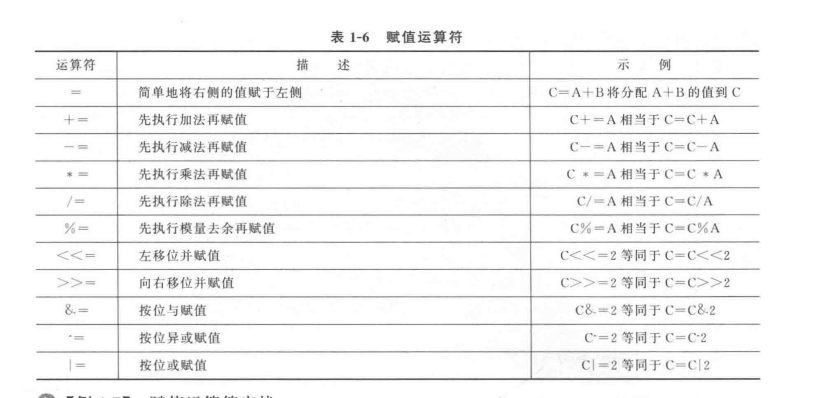 表 1-6 赋值运算符
运算符 描 述 示 例
= 简单地将右侧的值赋于左侧 C=A+B将分配 A+B的值到 C
+= 先执行加法再赋值 C+=A 相当于 C=C+A
-= 先执行减法再赋值 C-=A 相当于 C=C-A
*= 先执行乘法再赋值 C*=A 相当于 C=C*A
/= 先执行除法再赋值 C/=A 相当于 C=C/A
%= 先执行模量去余再赋值 C%=A 相当于 C=C%A
<<= 左移位并赋值 C<<=2 等同于 C=C<<2
>>= 向右移位并赋值 C>>=2 等同于 C=C>>2
&= 按位与赋值 C&=2 等同于 C=C&2
^= 按位异或赋值 C^=2 等同于 C=C^2
|= 按位或赋值 C|=2 等同于 C=C|2